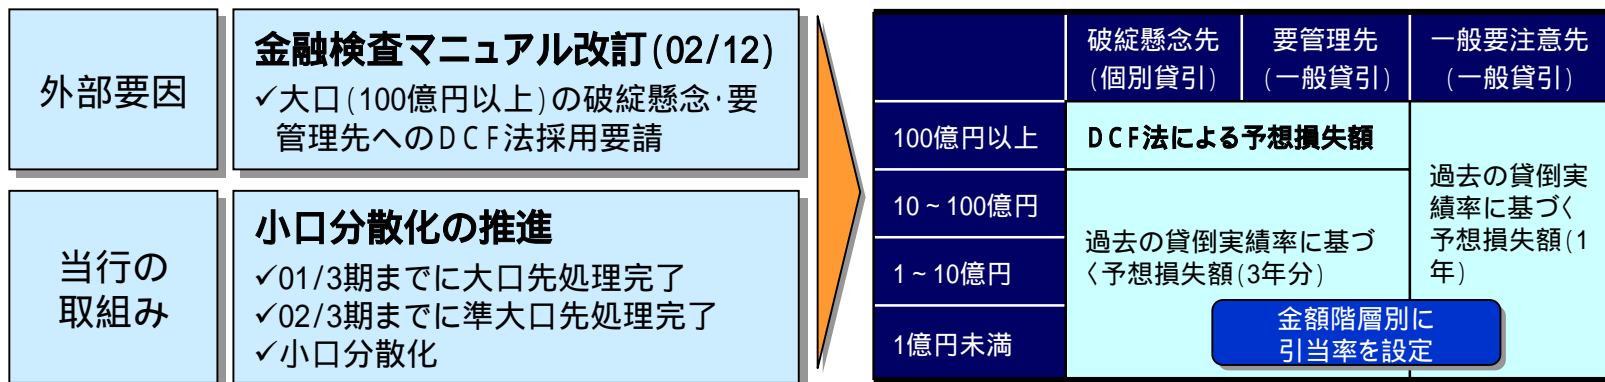 外部要因
金融検査マニュアル改訂(02/12)
✓大口(100億円以上)の破綻懸念・要
管理先へのDCF法採用要請
当行の
取組み
小口分散化の推進
✓01/3期までに大口先処理完了
✓02/3期までに準大口先処理完了
✓小口分散化
破綻懸念先
(個別貸引)
要管理先
(一般貸引)
一般要注意先
(一般貸引)
100億円以上
DCF法による予想損失額
10~100億円
1~10億円
1億円未満
過去の貸倒実績率に基づ
く予想損失額(3年分)
過去の貸倒実
績率に基づく
予想損失額(1
年)
金額階層別に
引当率を設定